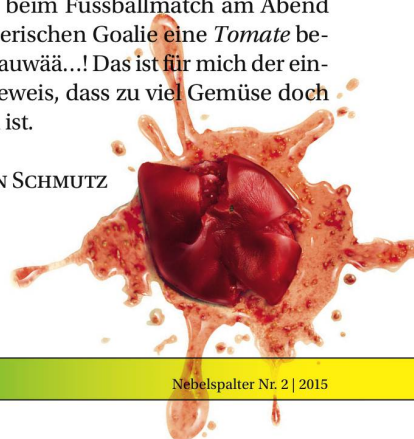 beim Fussballmatch am Abend
erischen Goalie eine Tomate be-
auwää...! Das ist für mich der ein-
eweis, dass zu viel Gemüse doch
ist.
N SCHMUTZ
Nebelspalter Nr. 2 | 2015